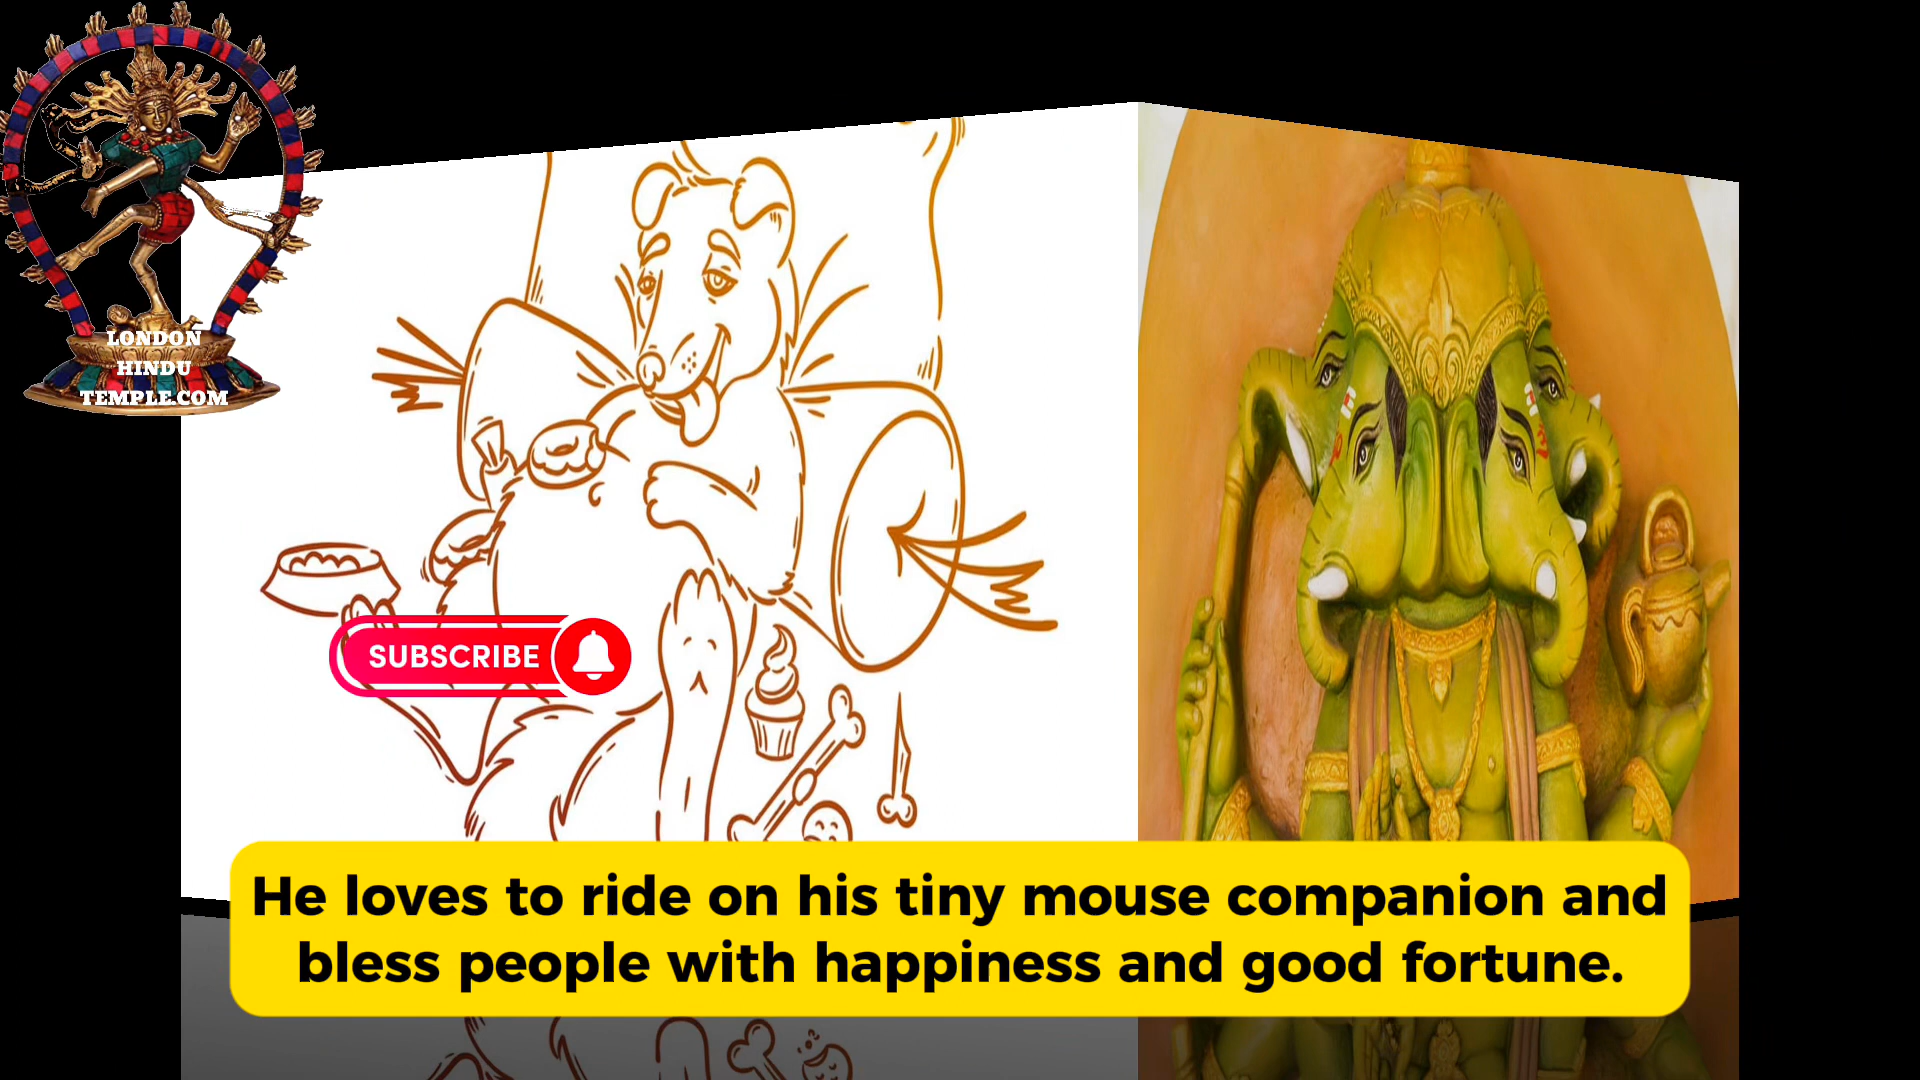 LONDON
HINDU
TEMPLE.COM
SUBSCRIBE
He loves to ride on his tiny mouse companion and
bless people with happiness and good fortune.